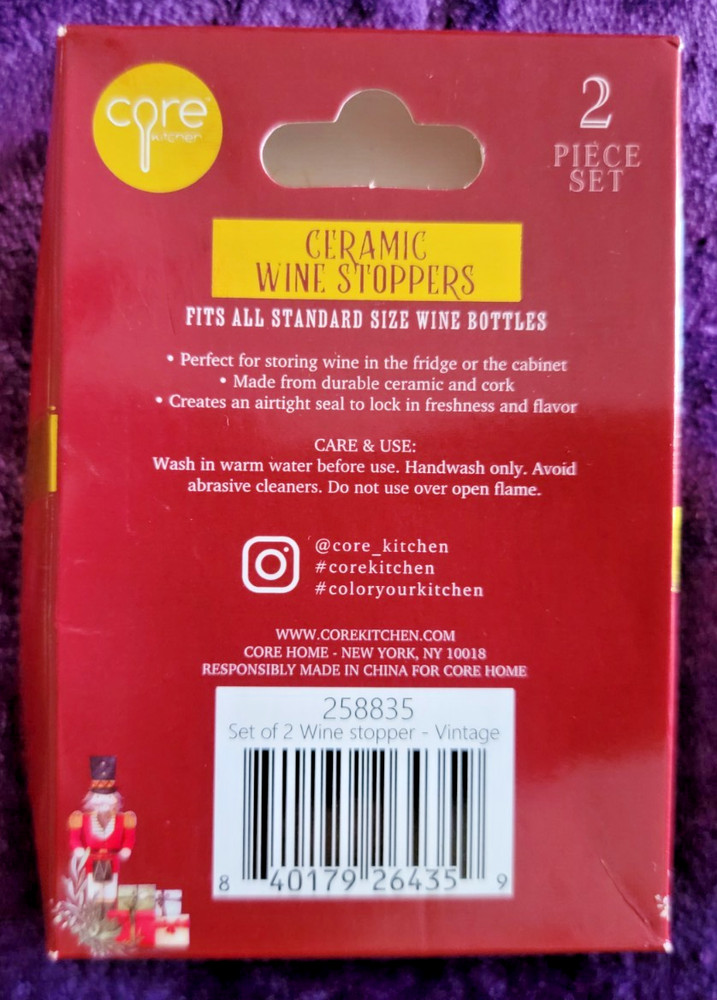 core
kitchen
2
PIECE
SET
CERAMIC
WINE STOPPERS
FITS ALL STANDARD SIZE WINE BOTTLES
• Perfect for storing wine in the fridge or the cabinet
• Made from durable ceramic and cork
• Creates an airtight seal to lock in freshness and flavor
CARE & USE:
Wash in warm water before use. Handwash only. Avoid
abrasive cleaners. Do not use over open flame.
@core_kitchen
#corekitchen
#coloryourkitchen
WWW.COREKITCHEN.COM
CORE HOME - NEW YORK, NY 10018
RESPONSIBLY MADE IN CHINA FOR CORE HOME
258835
Set of 2 Wine stopper - Vintage
8 40179 26435 9